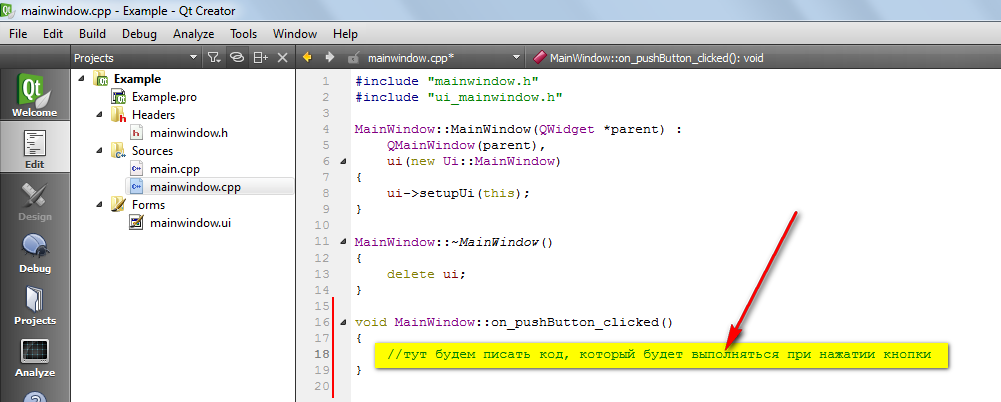 mainwindow.cpp - Example - Qt Creator
File Edit Build Debug Analyze Tools Window Help
Projects
mainwindow.cpp*
MainWindow::on_pushButton_clicked(): void
Qt
Welcome
Edit
Design
Debug
Projects
Analyze
Example
Example.pro
Headers
mainwindow.h
Sources
main.cpp
mainwindow.cpp
Forms
mainwindow.ui
1 #include "mainwindow.h"
2 #include "ui_mainwindow.h"
3
4 MainWindow::MainWindow(QWidget *parent) :
5     QMainWindow(parent),
6     ui(new Ui::MainWindow)
7 {
8     ui->setupUi(this);
9 }
10
11 MainWindow::~MainWindow()
12 {
13     delete ui;
14 }
15
16 void MainWindow::on_pushButton_clicked()
17 {
18     //тут будем писать код, который будет выполняться при нажатии кнопки
19 }
20